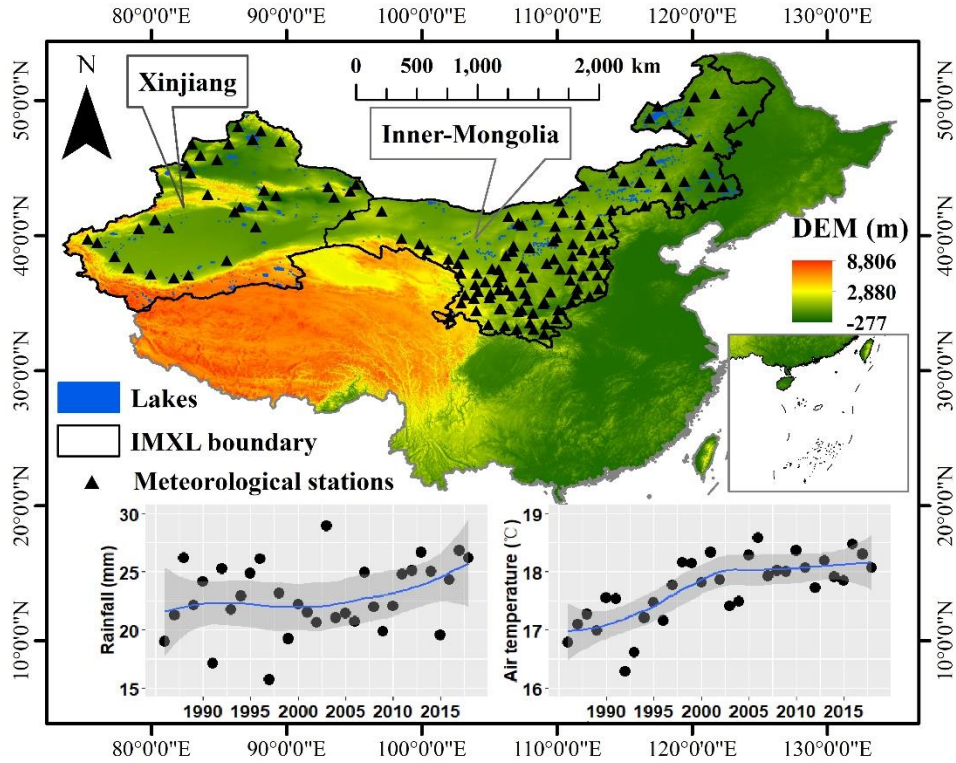 80°0'0"E 90°0'0"E 100°0'0"E 110°0'0"E 120°0'0"E 130°0'0"E
N
0 500 1,000 2,000 km
Xinjiang
Inner-Mongolia
50°0'0"N
50°0'0"N
40°0'0"N
40°0'0"N
DEM (m)
8,806
2,880
-277
30°0'0"N
30°0'0"N
Lakes
IMXL boundary
Meteorological stations
20°0'0"N
20°0'0"N
10°0'0"N
10°0'0"N
Rainfall (mm)
30
25
20
15
1990 1995 2000 2005 2010 2015
Air temperature (℃)
19
18
17
16
1990 1995 2000 2005 2010 2015
80°0'0"E 90°0'0"E 100°0'0"E 110°0'0"E 120°0'0"E 130°0'0"E